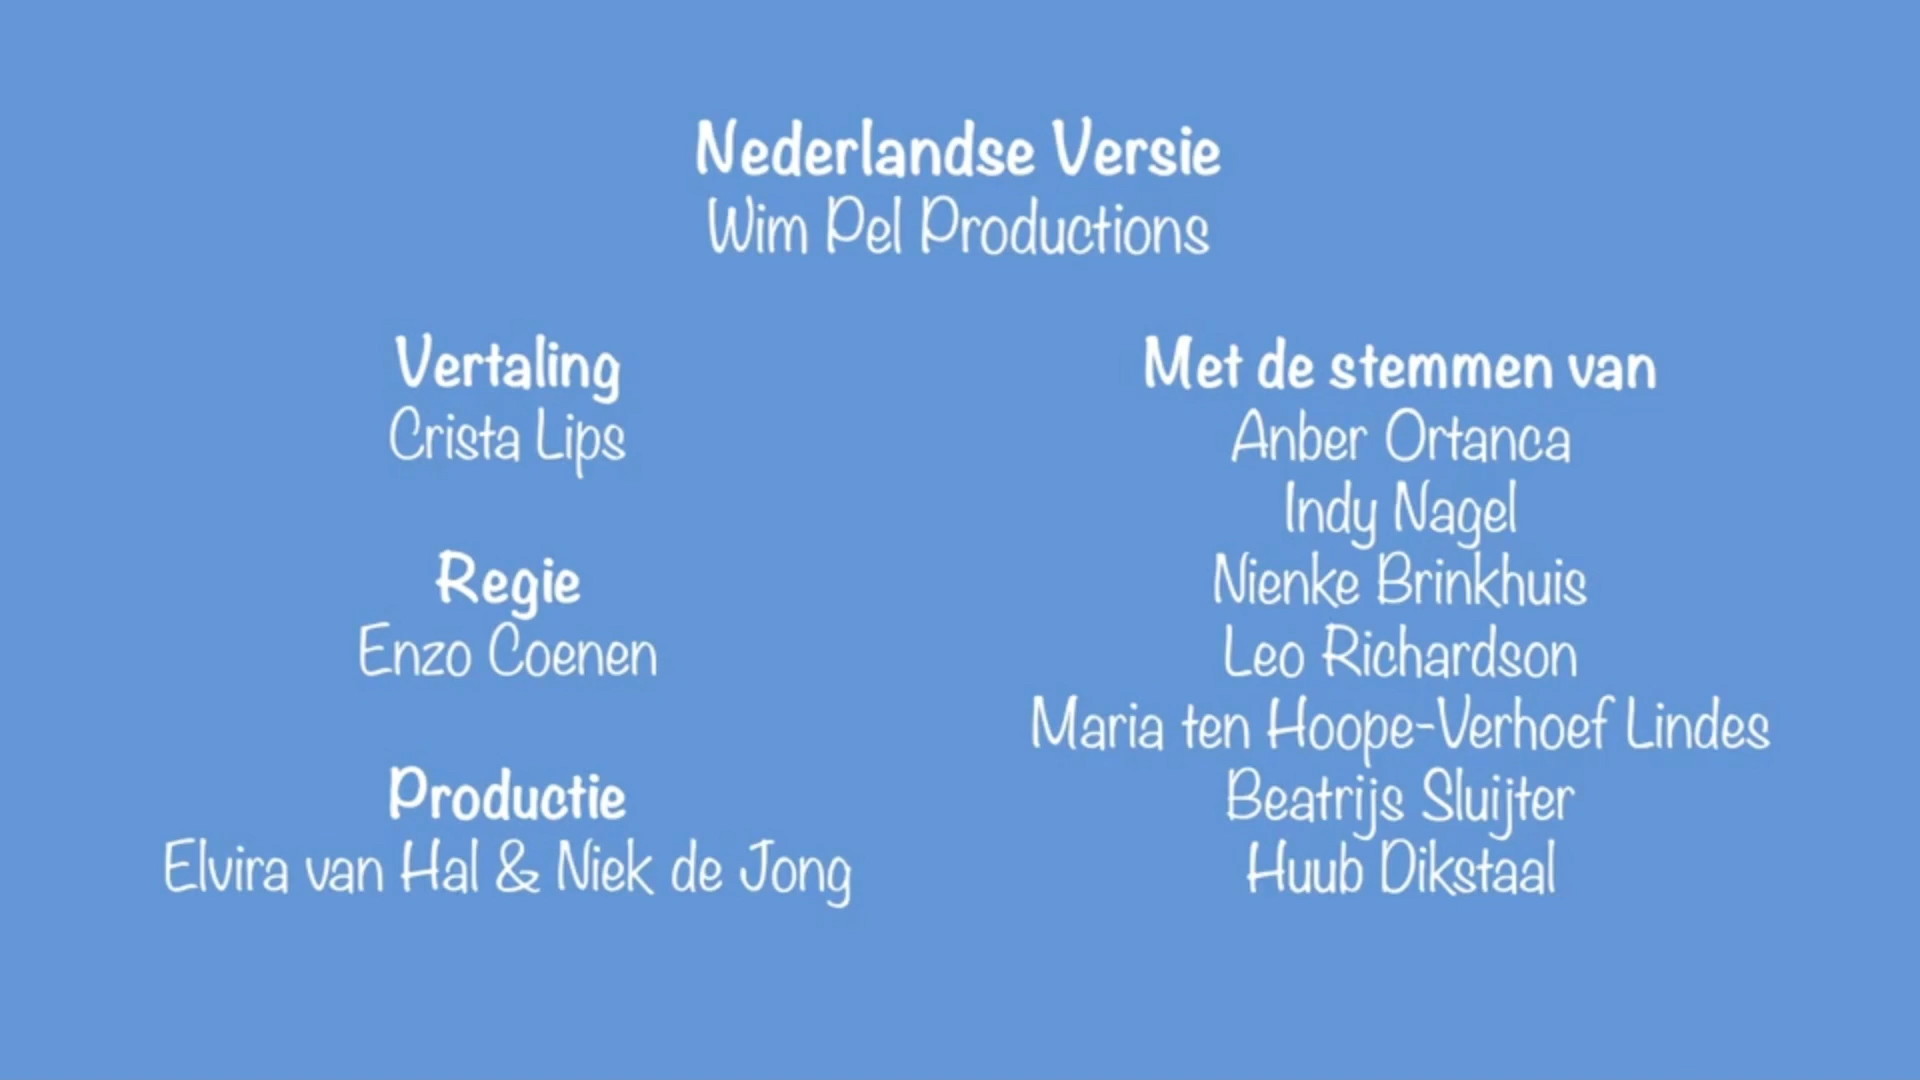 Nederlandse Versie
Wim Pel Productions
Vertaling
Crista Lips
Regie
Enzo Coenen
Productie
Elvira van Hal & Niek de Jong
Met de stemmen van
Anber Ortanca
Indy Nagel
Nienke Brinkhuis
Leo Richardson
Maria ten Hoope-Verhoef Lindes
Beatrijs Sluijter
Huub Dikstaal